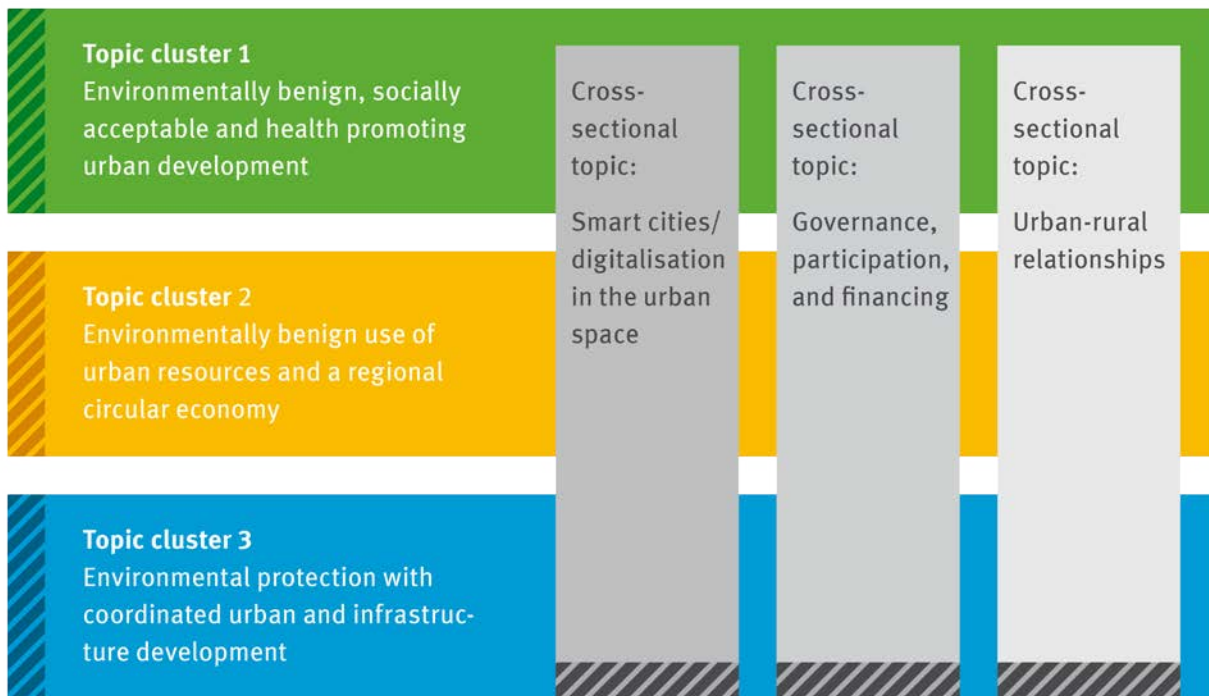 Topic cluster 1
Environmentally benign, socially
acceptable and health promoting
urban development
Cross-
sectional
topic:
Smart cities/
digitalisation
in the urban
space
Cross-
sectional
topic:
Governance,
participation,
and financing
Cross-
sectional
topic:
Urban-rural
relationships
Topic cluster 2
Environmentally benign use of
urban resources and a regional
circular economy
Topic cluster 3
Environmental protection with
coordinated urban and infrastruc-
ture development